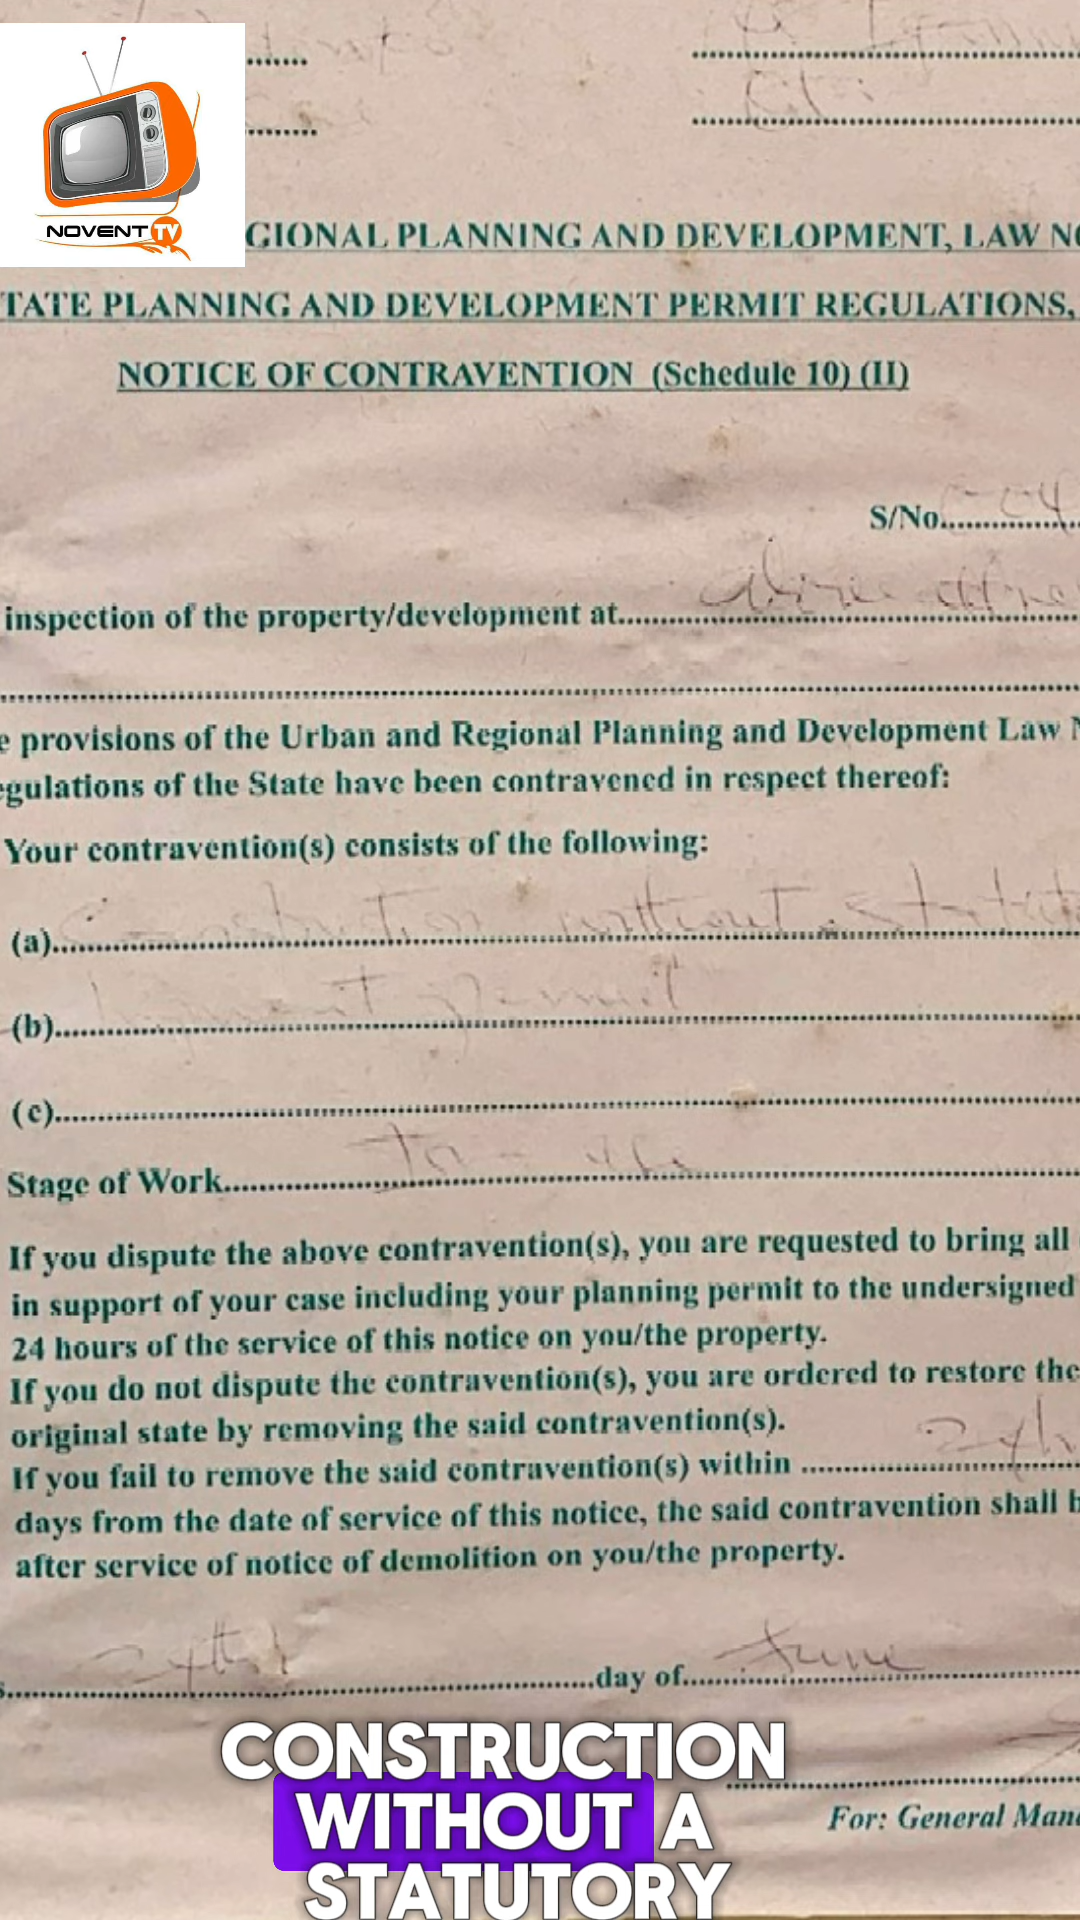 NOVENT TV
GIONAL PLANNING AND DEVELOPMENT, LAW NO
TATE PLANNING AND DEVELOPMENT PERMIT REGULATIONS,
NOTICE OF CONTRAVENTION (Schedule 10) (II)
S/No.
inspection of the property/development at
e provisions of the Urban and Regional Planning and Development Law N
egulations of the State have been contravened in respect thereof:
Your contravention(s) consists of the following:
(a) Construction without
(b) permit
(c)
Stage of Work
If you dispute the above contravention(s), you are requested to bring all
in support of your case including your planning permit to the undersigned
24 hours of the service of this notice on you/the property.
If you do not dispute the contravention(s), you are ordered to restore the
original state by removing the said contravention(s).
If you fail to remove the said contravention(s) within
days from the date of service of this notice, the said contravention shall b
after service of notice of demolition on you/the property.
day of June
For: General Mana
CONSTRUCTION
WITHOUT A
STATUTORY